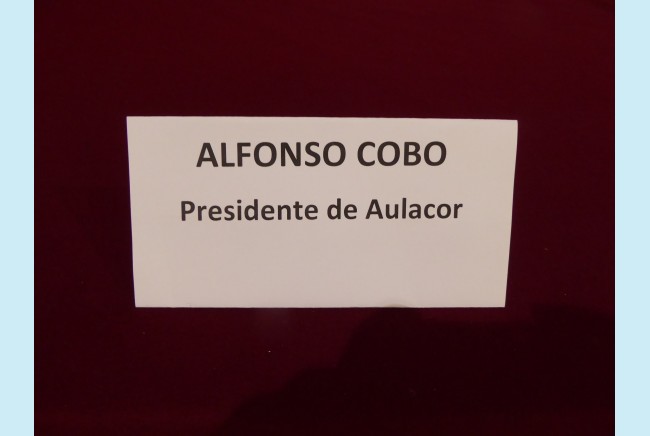 ALFONSO COBO
Presidente de Aulacor